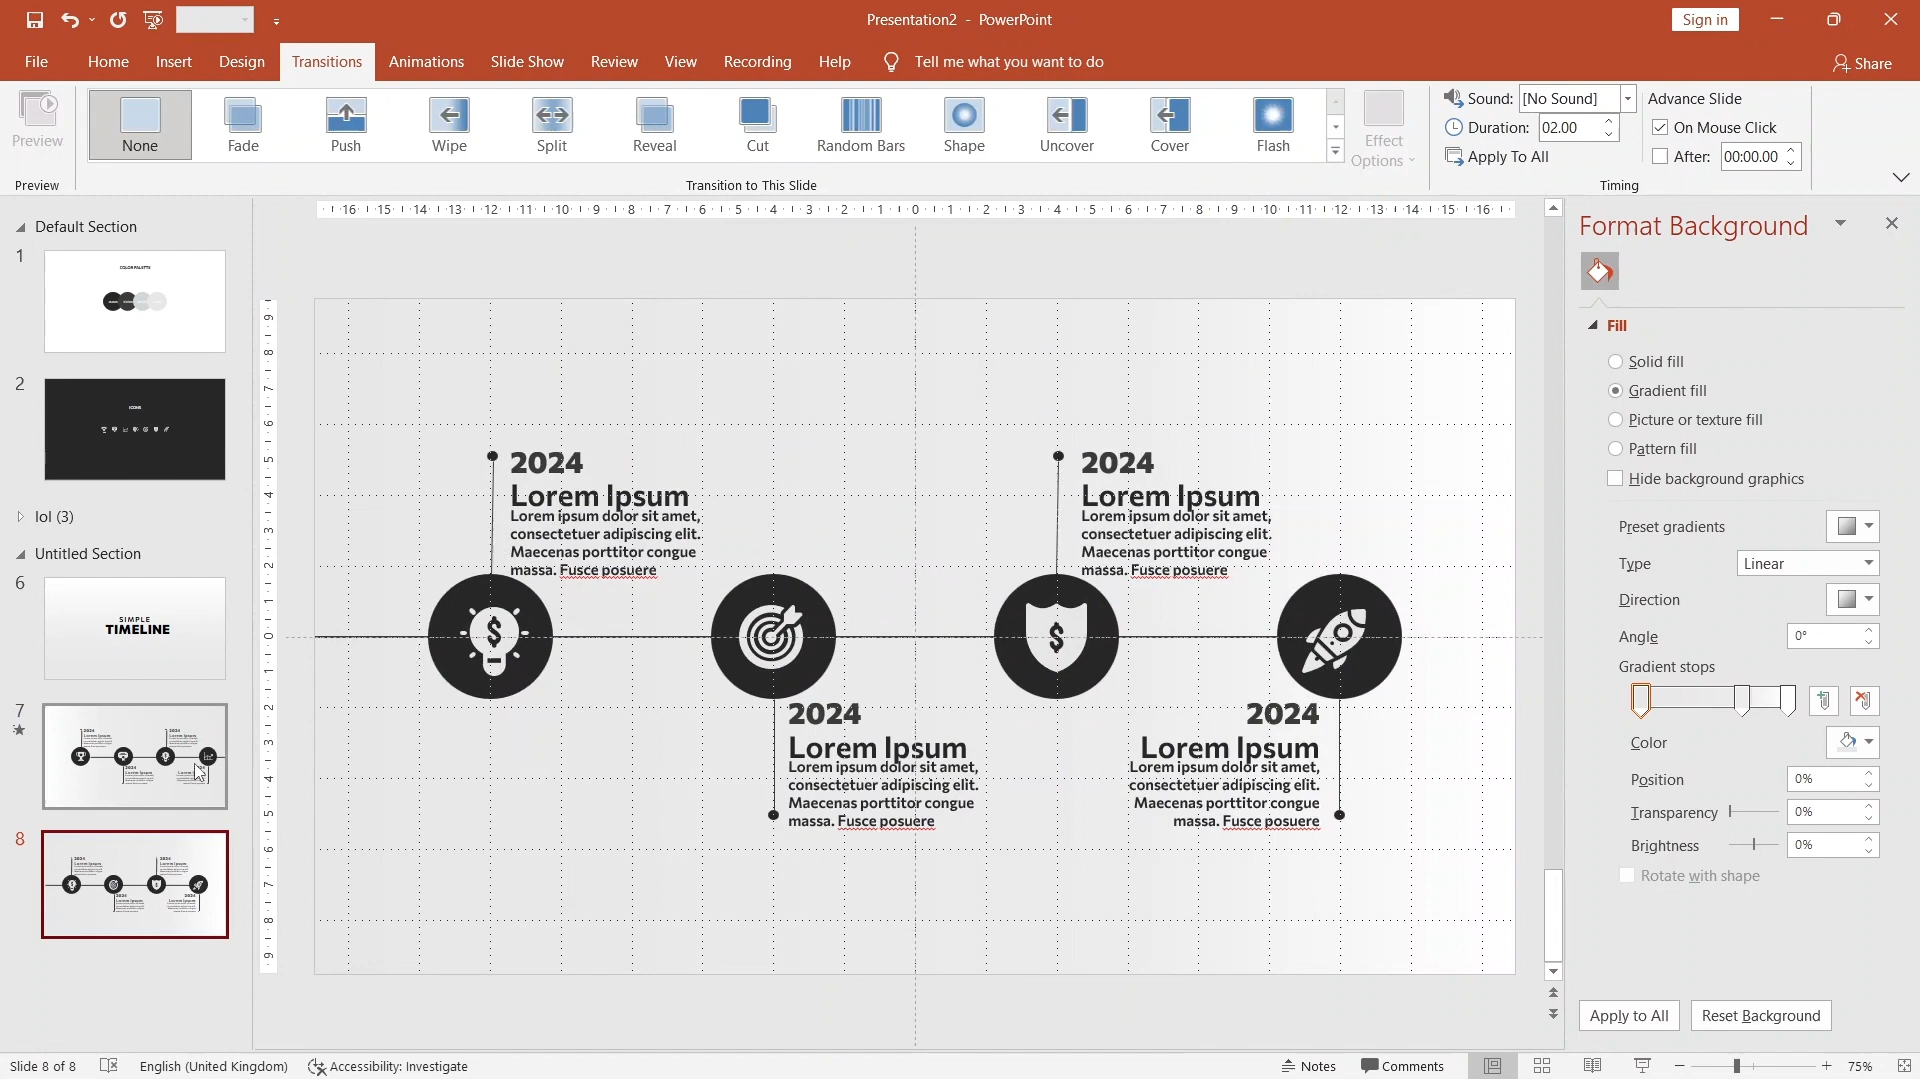 Presentation2 - PowerPoint
Sign in
File Home Insert Design Transitions Animations Slide Show Review View Recording Help Tell me what you want to do
Share
Preview
None Fade Push Wipe Split Reveal Cut Random Bars Shape Uncover Cover Flash
Effect
Options
Sound: [No Sound]
Duration: 02.00
Apply To All
Advance Slide
On Mouse Click
After: 00:00.00
Preview
Transition to This Slide
Timing
Default Section
1
COLOR PALETTE
2
ICONS
lol (3)
Untitled Section
6
SIMPLE
TIMELINE
7
8
2024
Lorem Ipsum
Lorem ipsum dolor sit amet,
consectetuer adipiscing elit.
Maecenas porttitor congue
massa. Fusce posuere
2024
Lorem Ipsum
Lorem ipsum dolor sit amet,
consectetuer adipiscing elit.
Maecenas porttitor congue
massa. Fusce posuere
2024
Lorem Ipsum
Lorem ipsum dolor sit amet,
consectetuer adipiscing elit.
Maecenas porttitor congue
massa. Fusce posuere
2024
Lorem Ipsum
Lorem ipsum dolor sit amet,
consectetuer adipiscing elit.
Maecenas porttitor congue
massa. Fusce posuere
Format Background
Fill
Solid fill
Gradient fill
Picture or texture fill
Pattern fill
Hide background graphics
Preset gradients
Type Linear
Direction
Angle 0°
Gradient stops
Color
Position 0%
Transparency 0%
Brightness 0%
Rotate with shape
Apply to All Reset Background
Slide 8 of 8 English (United Kingdom) Accessibility: Investigate Notes Comments 75%